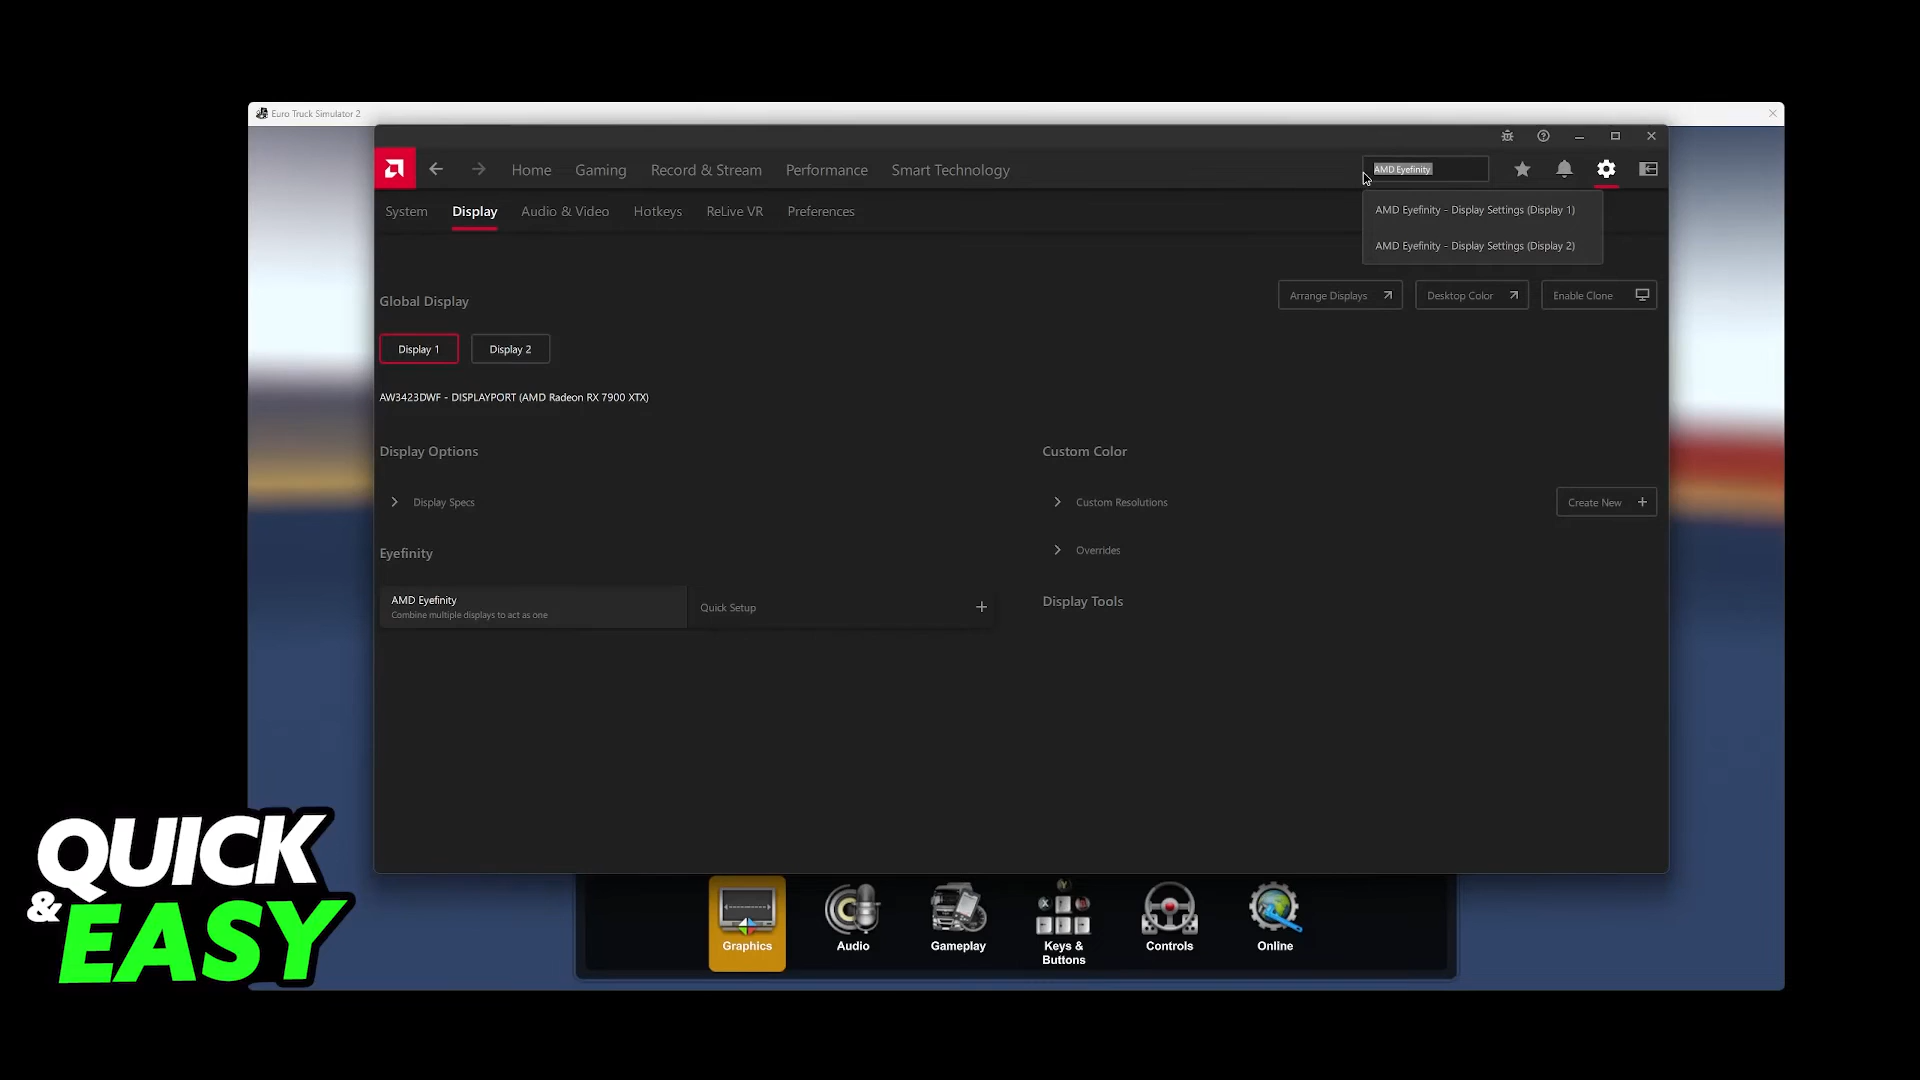 Euro Truck Simulator 2
Home
Gaming
Record & Stream
Performance
Smart Technology
AMD Eyefinity
System
Display
Audio & Video
Hotkeys
ReLive VR
Preferences
AMD Eyefinity - Display Settings (Display 1)
AMD Eyefinity - Display Settings (Display 2)
Global Display
Arrange Displays
Desktop Color
Enable Clone
Display 1
Display 2
AW3423DWF - DISPLAYPORT (AMD Radeon RX 7900 XTX)
Display Options
Custom Color
Display Specs
Custom Resolutions
Create New
Overrides
Eyefinity
AMD Eyefinity
Combine multiple displays to act as one
Quick Setup
Display Tools
QUICK
& EASY
Graphics
Audio
Gameplay
Keys &
Buttons
Controls
Online